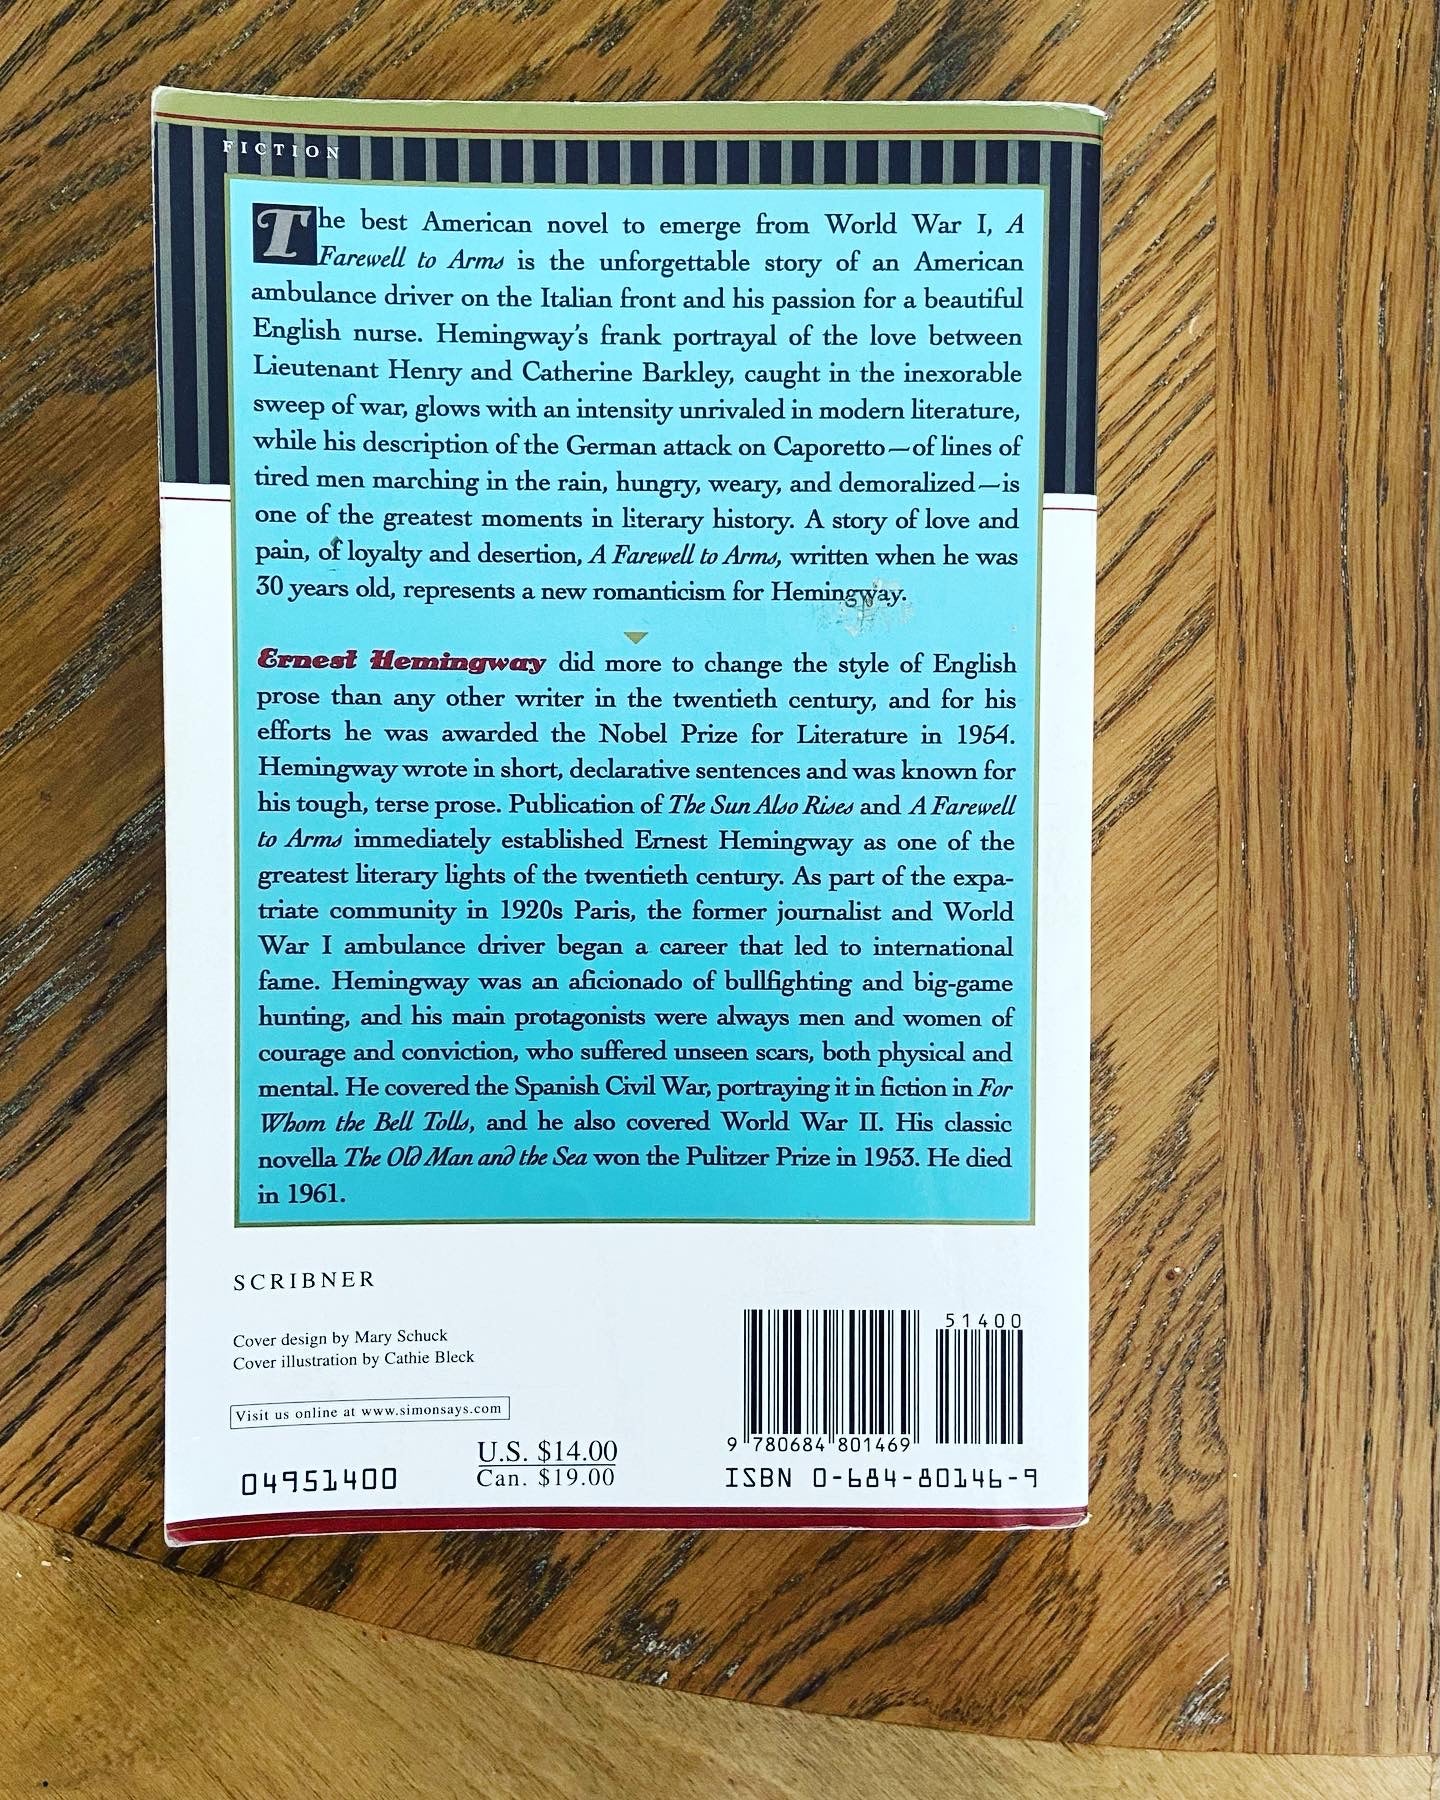 FICTION
The best American novel to emerge from World War I, A
Farewell to Arms is the unforgettable story of an American
ambulance driver on the Italian front and his passion for a beautiful
English nurse. Hemingway's frank portrayal of the love between
Lieutenant Henry and Catherine Barkley, caught in the inexorable
sweep of war, glows with an intensity unrivaled in modern literature,
while his description of the German attack on Caporetto—of lines of
tired men marching in the rain, hungry, weary, and demoralized—is
one of the greatest moments in literary history. A story of love and
pain, of loyalty and desertion, A Farewell to Arms, written when he was
30 years old, represents a new romanticism for Hemingway.
Ernest Hemingway did more to change the style of English
prose than any other writer in the twentieth century, and for his
efforts he was awarded the Nobel Prize for Literature in 1954.
Hemingway wrote in short, declarative sentences and was known for
his tough, terse prose. Publication of The Sun Also Rises and A Farewell
to Arms immediately established Ernest Hemingway as one of the
greatest literary lights of the twentieth century. As part of the expa-
triate community in 1920s Paris, the former journalist and World
War I ambulance driver began a career that led to international
fame. Hemingway was an aficionado of bullfighting and big-game
hunting, and his main protagonists were always men and women of
courage and conviction, who suffered unseen scars, both physical and
mental. He covered the Spanish Civil War, portraying it in fiction in For
Whom the Bell Tolls, and he also covered World War II. His classic
novella The Old Man and the Sea won the Pulitzer Prize in 1953. He died
in 1961.
SCRIBNER
Cover design by Mary Schuck
Cover illustration by Cathie Bleck
Visit us online at www.simonsays.com
04951400
U.S. $14.00
Can. $19.00
51400
9 780684 801469
ISBN 0-684-80146-9